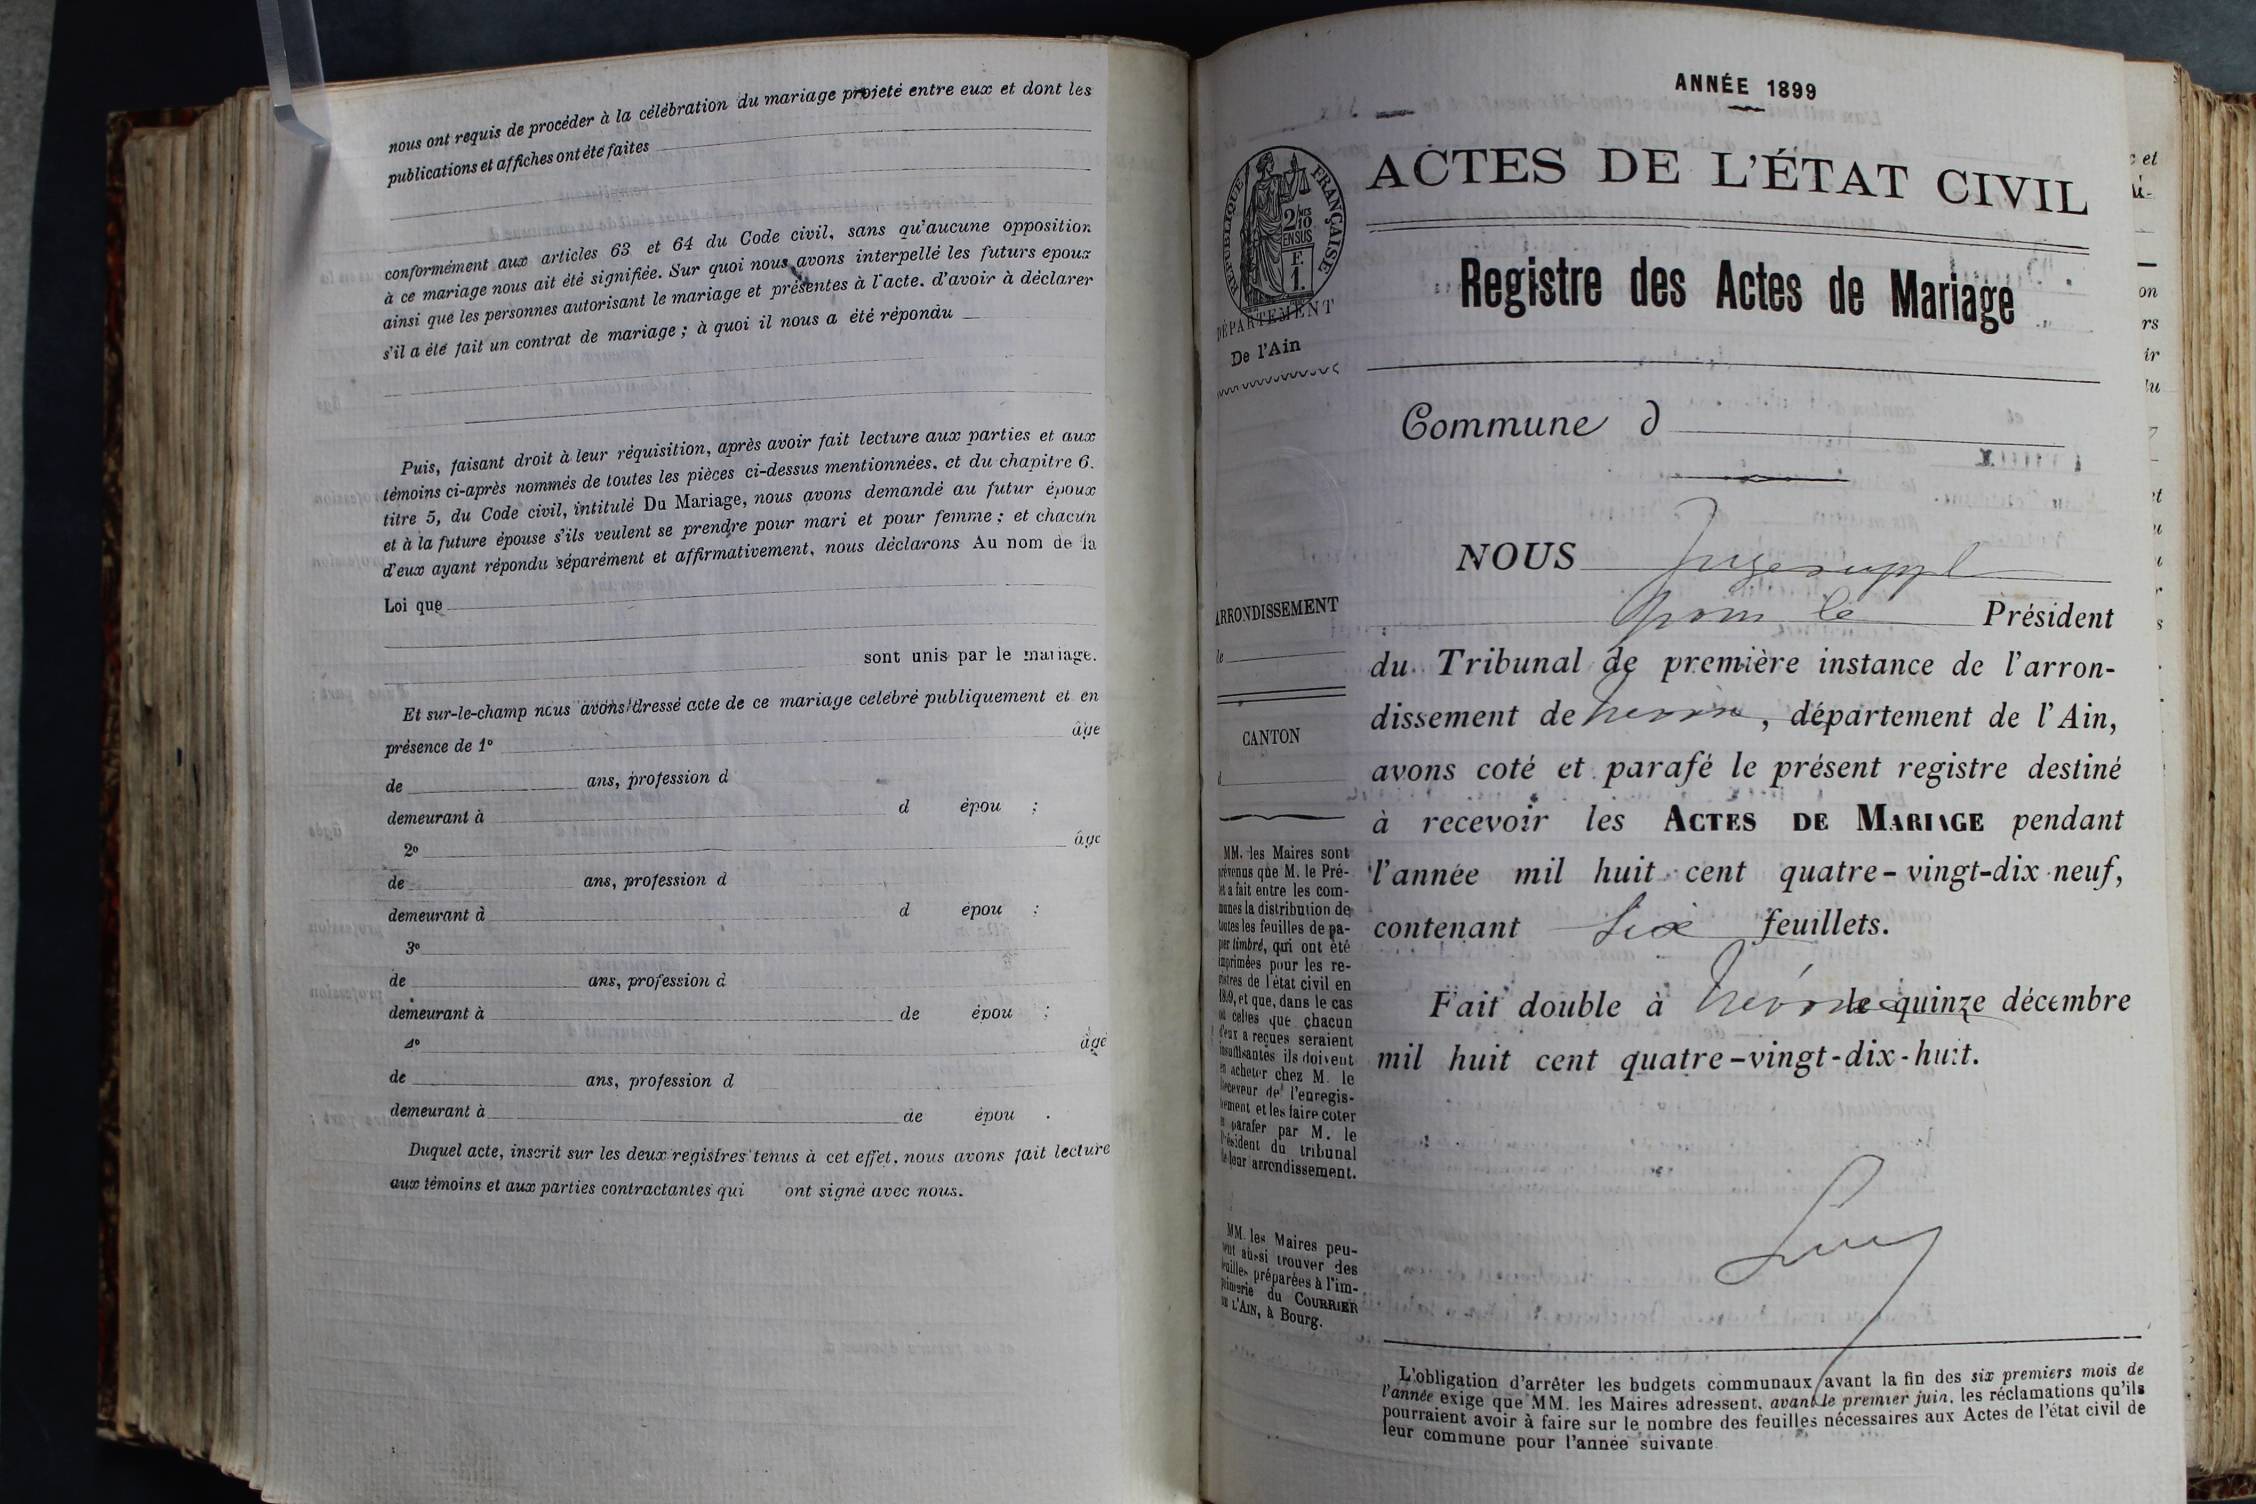 nous ont requis de procéder à la célébration du mariage projeté entre eux et dont les
publications et affiches ont été faites
conformément aux articles 63 et 64 du Code civil, sans qu'aucune opposition
à ce mariage nous ait été signifiée. Sur quoi nous avons interpellé les futurs epoux
ainsi que les personnes autorisant le mariage et présentes à l'acte. d'avoir à déclarer
s'il a été fait un contrat de mariage ; à quoi il nous a été répondu
Puis, faisant droit à leur réquisition, après avoir fait lecture aux parties et aux
témoins ci-après nommés de toutes les pièces ci-dessus mentionnées, et du chapitre 6.
titre 5, du Code civil, intitulé Du Mariage, nous avons demandé au futur époux
et à la future épouse s'ils veulent se prendre pour mari et pour femme ; et chacun
d'eux ayant répondu séparément et affirmativement, nous déclarons Au nom de la
Loi que
sont unis par le mariage.
Et sur-le-champ nous avons dressé acte de ce mariage celébré publiquement et en
présence de 1º âge
de ans, profession d
demeurant à d épou ;
2º âge
de ans, profession d
demeurant à d épou :
3º
de ans, profession d
demeurant à de épou ;
4º âgé
de ans, profession d
demeurant à de épou .
Duquel acte, inscrit sur les deux registres tenus à cet effet, nous avons fait lecture
aux témoins et aux parties contractantes qui ont signé avec nous.
ANNÉE 1899
RÉPUBLIQUE FRANÇAISE
2/10 MES
EN SUS
F.
1.
ACTES DE L'ÉTAT CIVIL
Registre des Actes de Mariage
DÉPARTEMENT
De l'Ain
Commune d
NOUS Juge suppl
pour le Président
du Tribunal de première instance de l'arron-
dissement de Trévoux, département de l'Ain,
avons coté et parafé le présent registre destiné
à recevoir les ACTES DE MARIAGE pendant
l'année mil huit cent quatre-vingt-dix neuf,
contenant six feuillets.
Fait double à Trévoux le quinze décembre
mil huit cent quatre-vingt-dix-huit.
ARRONDISSEMENT
de
CANTON
d
MM. les Maires sont
prévenus que M. le Pré-
fet a fait entre les com-
munes la distribution de
toutes les feuilles de pa-
pier timbré, qui ont été
imprimées pour les re-
gistres de l'état civil en
1899, et que, dans le cas
où celles que chacun
d'eux a reçues seraient
insuffisantes ils doivent
en acheter chez M. le
Receveur de l'enregis-
trement et les faire coter
et parafer par M. le
Président du tribunal
de leur arrondissement.
MM. les Maires peu-
vent aussi trouver des
feuilles préparées à l'im-
primerie du COURRIER
DE L'AIN, à Bourg.
L'obligation d'arrêter les budgets communaux avant la fin des six premiers mois de
l'année exige que MM. les Maires adressent, avant le premier juin, les réclamations qu'ils
pourraient avoir à faire sur le nombre des feuilles nécessaires aux Actes de l'état civil de
leur commune pour l'année suivante